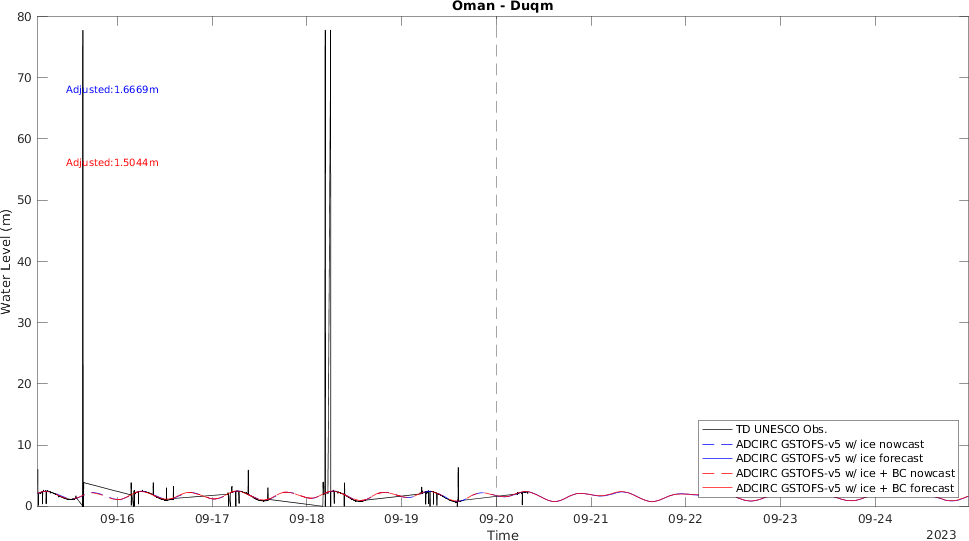 Oman - Duqm
80
70
60
50
40
30
20
10
0
Water Level (m)
Adjusted:1.6669m
Adjusted:1.5044m
TD UNESCO Obs.
ADCIRC GSTOFS-v5 w/ ice nowcast
ADCIRC GSTOFS-v5 w/ ice forecast
ADCIRC GSTOFS-v5 w/ ice + BC nowcast
ADCIRC GSTOFS-v5 w/ ice + BC forecast
09-16 09-17 09-18 09-19 09-20 09-21 09-22 09-23 09-24
Time
2023